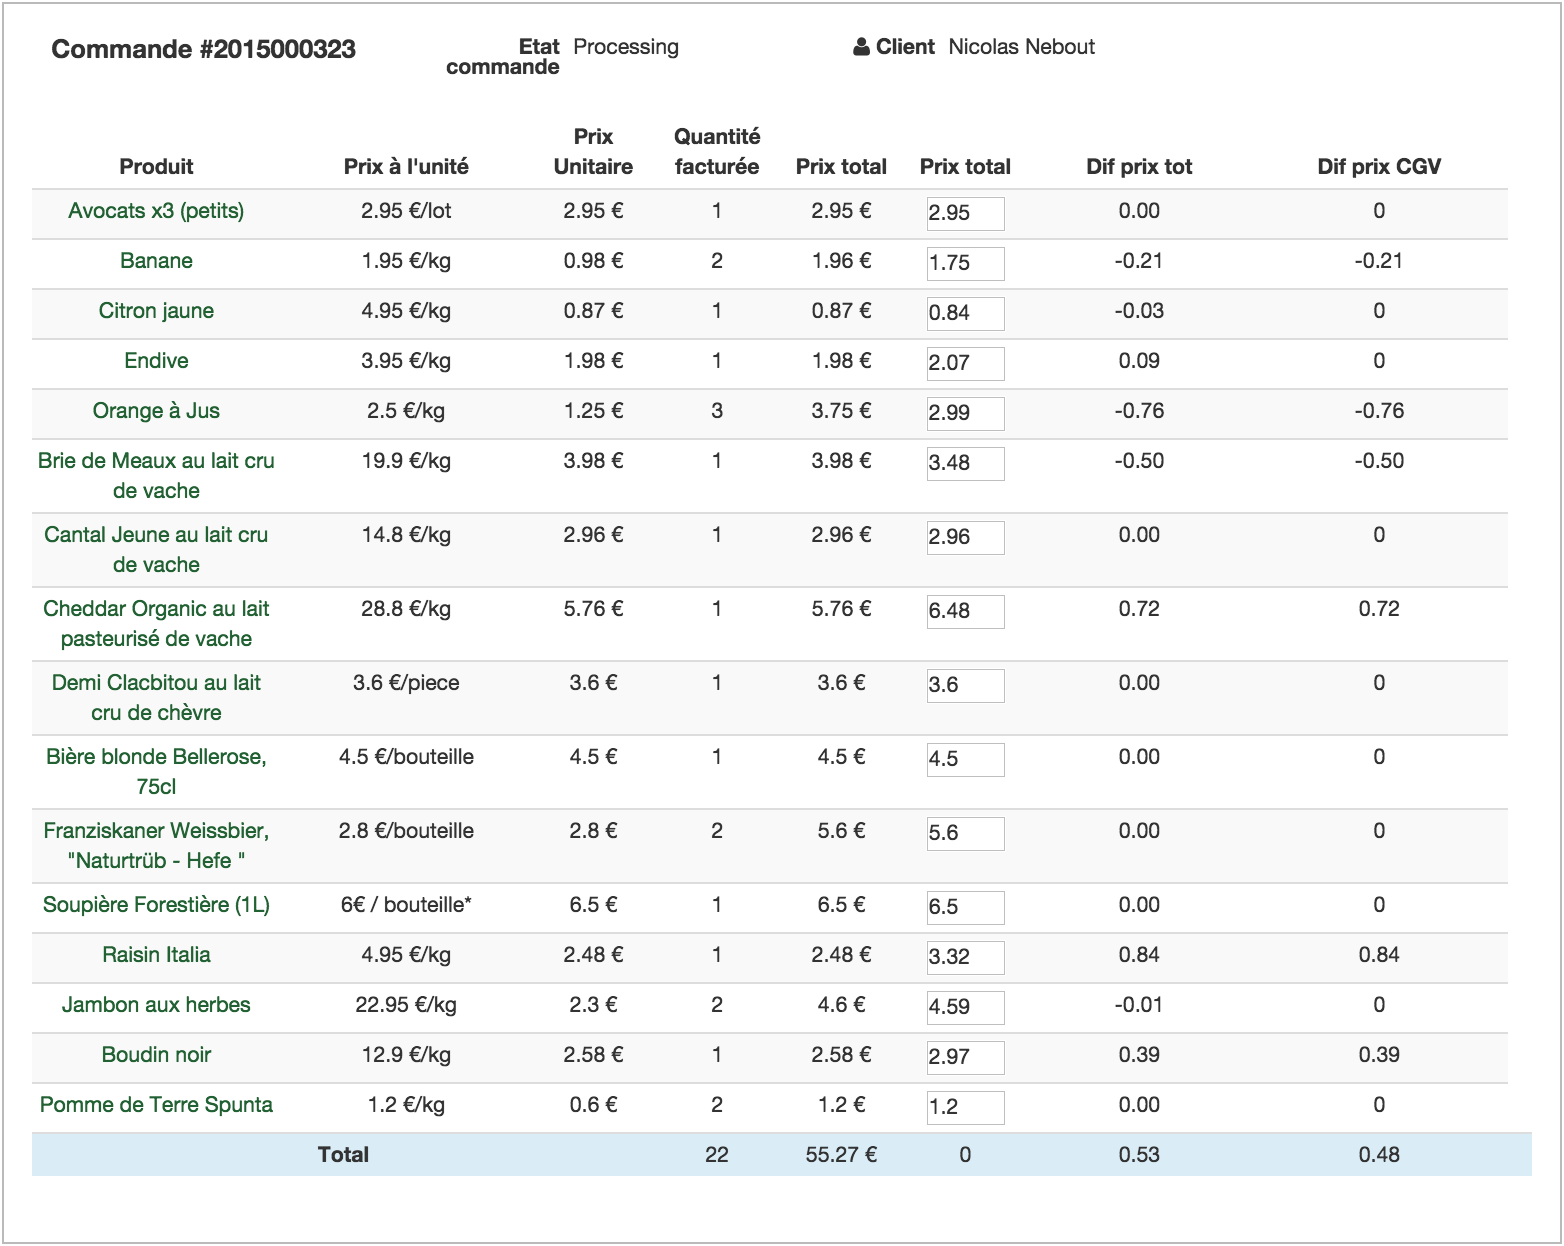 Commande #2015000323 Etat Processing Client Nicolas Nebout
commande
Prix Quantité
Produit Prix à l'unité Unitaire facturée Prix total Prix total Dif prix tot Dif prix CGV
Avocats x3 (petits) 2.95 €/lot 2.95 € 1 2.95 € 2.95 0.00 0
Banane 1.95 €/kg 0.98 € 2 1.96 € 1.75 -0.21 -0.21
Citron jaune 4.95 €/kg 0.87 € 1 0.87 € 0.84 -0.03 0
Endive 3.95 €/kg 1.98 € 1 1.98 € 2.07 0.09 0
Orange à Jus 2.5 €/kg 1.25 € 3 3.75 € 2.99 -0.76 -0.76
Brie de Meaux au lait cru 19.9 €/kg 3.98 € 1 3.98 € 3.48 -0.50 -0.50
de vache
Cantal Jeune au lait cru 14.8 €/kg 2.96 € 1 2.96 € 2.96 0.00 0
de vache
Cheddar Organic au lait 28.8 €/kg 5.76 € 1 5.76 € 6.48 0.72 0.72
pasteurisé de vache
Demi Clacbitou au lait 3.6 €/piece 3.6 € 1 3.6 € 3.6 0.00 0
cru de chèvre
Bière blonde Bellerose, 4.5 €/bouteille 4.5 € 1 4.5 € 4.5 0.00 0
75cl
Franziskaner Weissbier, 2.8 €/bouteille 2.8 € 2 5.6 € 5.6 0.00 0
"Naturtrüb - Hefe "
Soupière Forestière (1L) 6€ / bouteille* 6.5 € 1 6.5 € 6.5 0.00 0
Raisin Italia 4.95 €/kg 2.48 € 1 2.48 € 3.32 0.84 0.84
Jambon aux herbes 22.95 €/kg 2.3 € 2 4.6 € 4.59 -0.01 0
Boudin noir 12.9 €/kg 2.58 € 1 2.58 € 2.97 0.39 0.39
Pomme de Terre Spunta 1.2 €/kg 0.6 € 2 1.2 € 1.2 0.00 0
Total 22 55.27 € 0 0.53 0.48